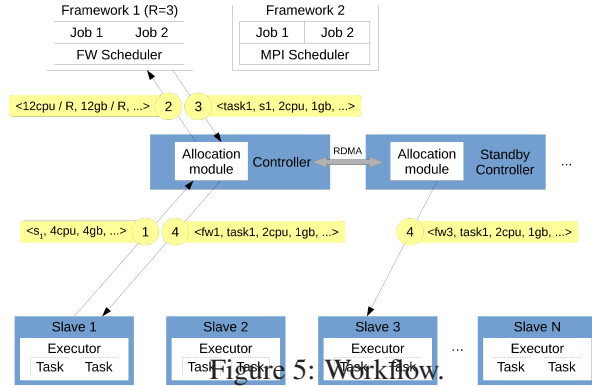 Framework 1 (R=3)
Job 1 Job 2
FW Scheduler
Framework 2
Job 1 Job 2
MPI Scheduler
<12cpu / R, 12gb / R, ...> 2
3 <task1, s1, 2cpu, 1gb, ...>
Allocation
module
Controller
RDMA
Allocation
module
Standby
Controller
...
<s1, 4cpu, 4gb, ...> 1
4 <fw1, task1, 2cpu, 1gb, ...>
4 <fw3, task1, 2cpu, 1gb, ...>
Slave 1
Executor
Task Task
Slave 2
Executor
Task Task
Slave 3
Executor
Task Task
...
Slave N
Executor
Task Task
Figure 5: Workflow.